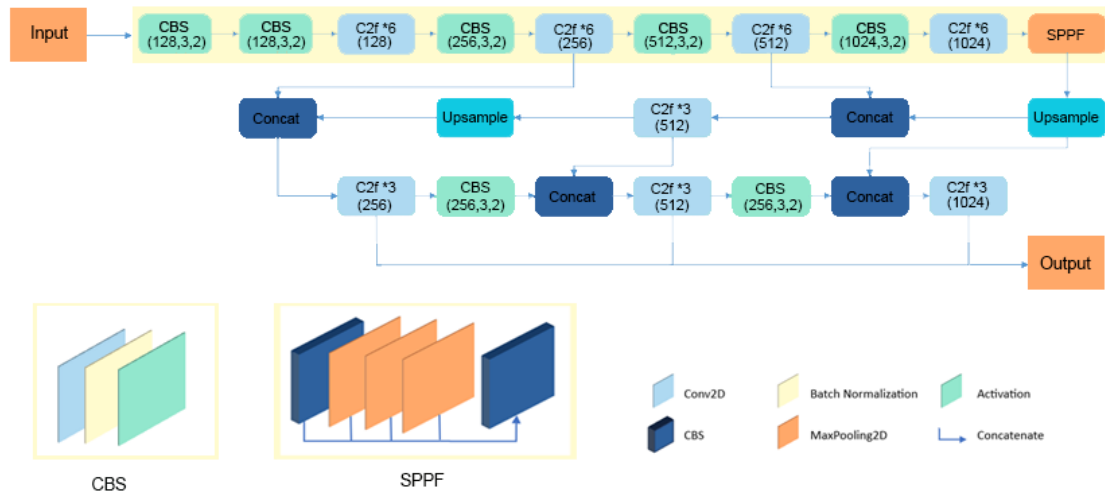 Input
CBS
(128,3,2)
CBS
(128,3,2)
C2f *6
(128)
CBS
(256,3,2)
C2f *6
(256)
CBS
(512,3,2)
C2f *6
(512)
CBS
(1024,3,2)
C2f *6
(1024)
SPPF
Concat
Upsample
C2f *3
(512)
Concat
Upsample
C2f *3
(256)
CBS
(256,3,2)
Concat
C2f *3
(512)
CBS
(256,3,2)
Concat
C2f *3
(1024)
Output
CBS
SPPF
Conv2D
Batch Normalization
Activation
CBS
MaxPooling2D
Concatenate